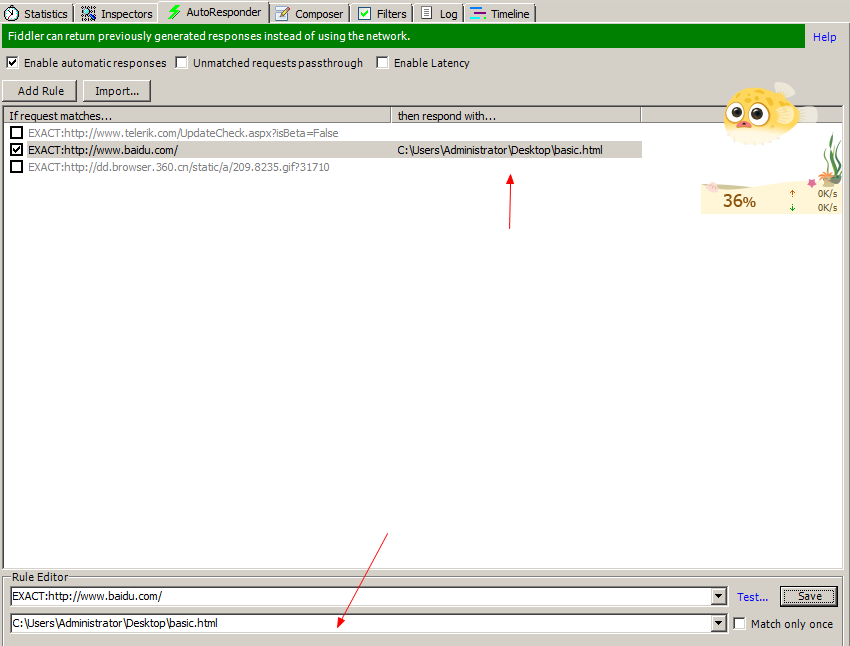 Statistics Inspectors AutoResponder Composer Filters Log Timeline
Fiddler can return previously generated responses instead of using the network. Help
Enable automatic responses Unmatched requests passthrough Enable Latency
Add Rule Import...
If request matches... then respond with...
EXACT:http://www.telerik.com/UpdateCheck.aspx?isBeta=False
EXACT:http://www.baidu.com/ C:\Users\Administrator\Desktop\basic.html
EXACT:http://dd.browser.360.cn/static/a/209.8235.gif?31710
36% 0K/s
0K/s
Rule Editor
EXACT:http://www.baidu.com/ Test... Save
C:\Users\Administrator\Desktop\basic.html Match only once